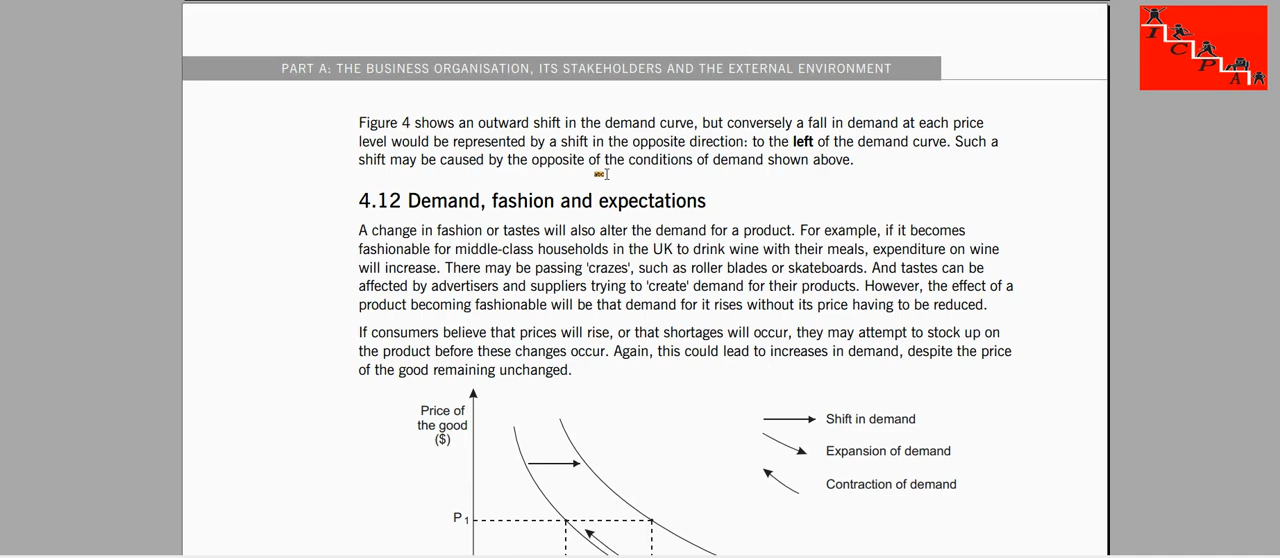 PART A: THE BUSINESS ORGANISATION, ITS STAKEHOLDERS AND THE EXTERNAL ENVIRONMENT
I
C
P
A
Figure 4 shows an outward shift in the demand curve, but conversely a fall in demand at each price
level would be represented by a shift in the opposite direction: to the left of the demand curve. Such a
shift may be caused by the opposite of the conditions of demand shown above.
abc
4.12 Demand, fashion and expectations
A change in fashion or tastes will also alter the demand for a product. For example, if it becomes
fashionable for middle-class households in the UK to drink wine with their meals, expenditure on wine
will increase. There may be passing 'crazes', such as roller blades or skateboards. And tastes can be
affected by advertisers and suppliers trying to 'create' demand for their products. However, the effect of a
product becoming fashionable will be that demand for it rises without its price having to be reduced.
If consumers believe that prices will rise, or that shortages will occur, they may attempt to stock up on
the product before these changes occur. Again, this could lead to increases in demand, despite the price
of the good remaining unchanged.
Price of
the good
($)
Shift in demand
Expansion of demand
Contraction of demand
P1